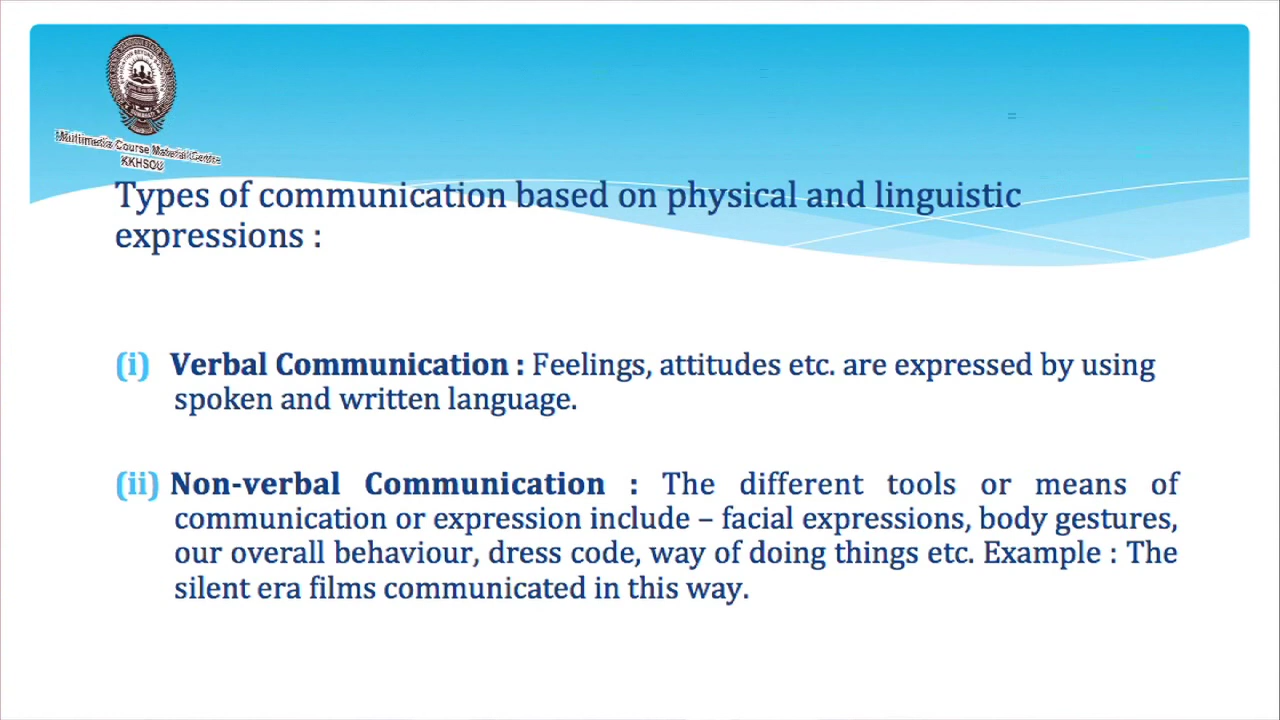 Multimedia Course Material Centre
KKHSOU
Types of communication based on physical and linguistic
expressions :
(i) Verbal Communication : Feelings, attitudes etc. are expressed by using
spoken and written language.
(ii) Non-verbal Communication : The different tools or means of
communication or expression include – facial expressions, body gestures,
our overall behaviour, dress code, way of doing things etc. Example : The
silent era films communicated in this way.